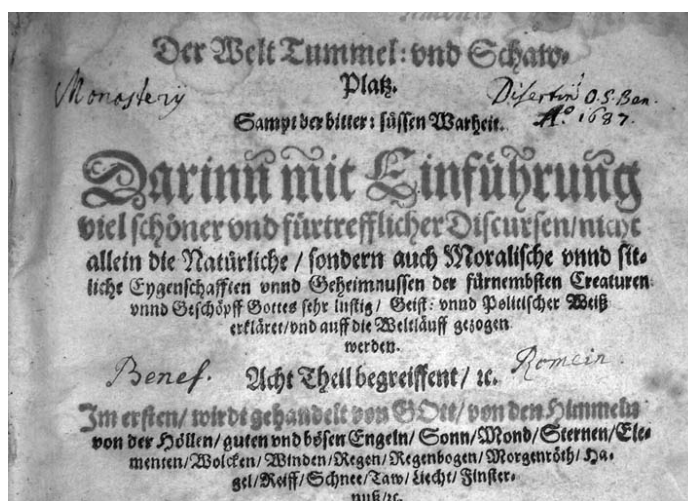 Der Welt Tummel: vnd Schaw-
Platz.
Monasterÿ Disertin O. S. Ben.
Aº. 1687.
Sampt der bitter: süssen Warheit.
Darinn mit Einführung
viel schöner vnd fürtrefflicher Discursen/ nicht
allein die Natürliche / sondern auch Moralische vnnd sit-
liche Eygenschafften vnnd Geheimnussen der fürnembsten Creaturen
vnnd Geschöpff Gottes sehr lustig / Geist: vnnd Politischer Weiß
erkläret/vnd auff die Weltläuff gezogen
werden.
Benef. Romein.
Acht Theil begreiffent / ꝛc.
Im ersten/ wirdt gehandelt von GOtt/ von den Himmeln
von der Höllen/ guten vnd bösen Engeln/ Sonn/ Mond/ Sternen/ Ele-
menten/ Wolcken/ Winden/ Regen/ Regenbogen/ Morgenröth/ Ha-
gel/ Reiff/ Schnee/ Taw/ Liecht/ Finster-
nuß/ ꝛc.